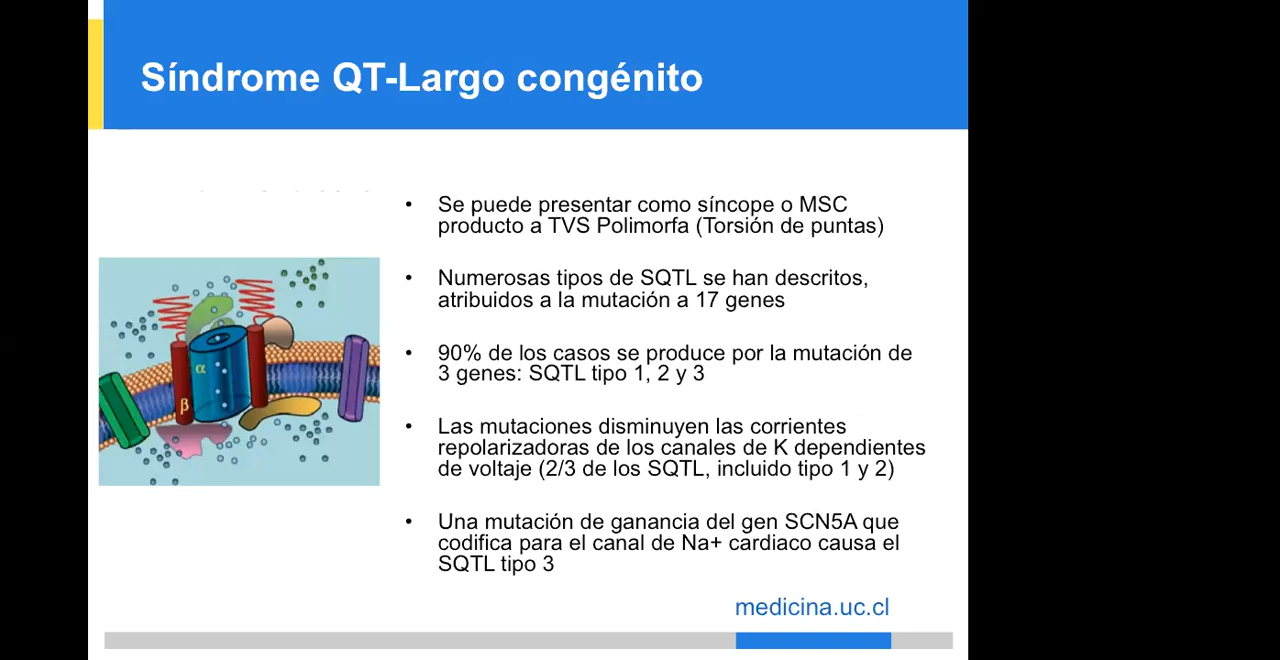 Síndrome QT-Largo congénito
• Se puede presentar como síncope o MSC
producto a TVS Polimorfa (Torsión de puntas)
• Numerosas tipos de SQTL se han descritos,
atribuidos a la mutación a 17 genes
• 90% de los casos se produce por la mutación de
3 genes: SQTL tipo 1, 2 y 3
• Las mutaciones disminuyen las corrientes
repolarizadoras de los canales de K dependientes
de voltaje (2/3 de los SQTL, incluido tipo 1 y 2)
• Una mutación de ganancia del gen SCN5A que
codifica para el canal de Na+ cardiaco causa el
SQTL tipo 3
α
β
medicina.uc.cl